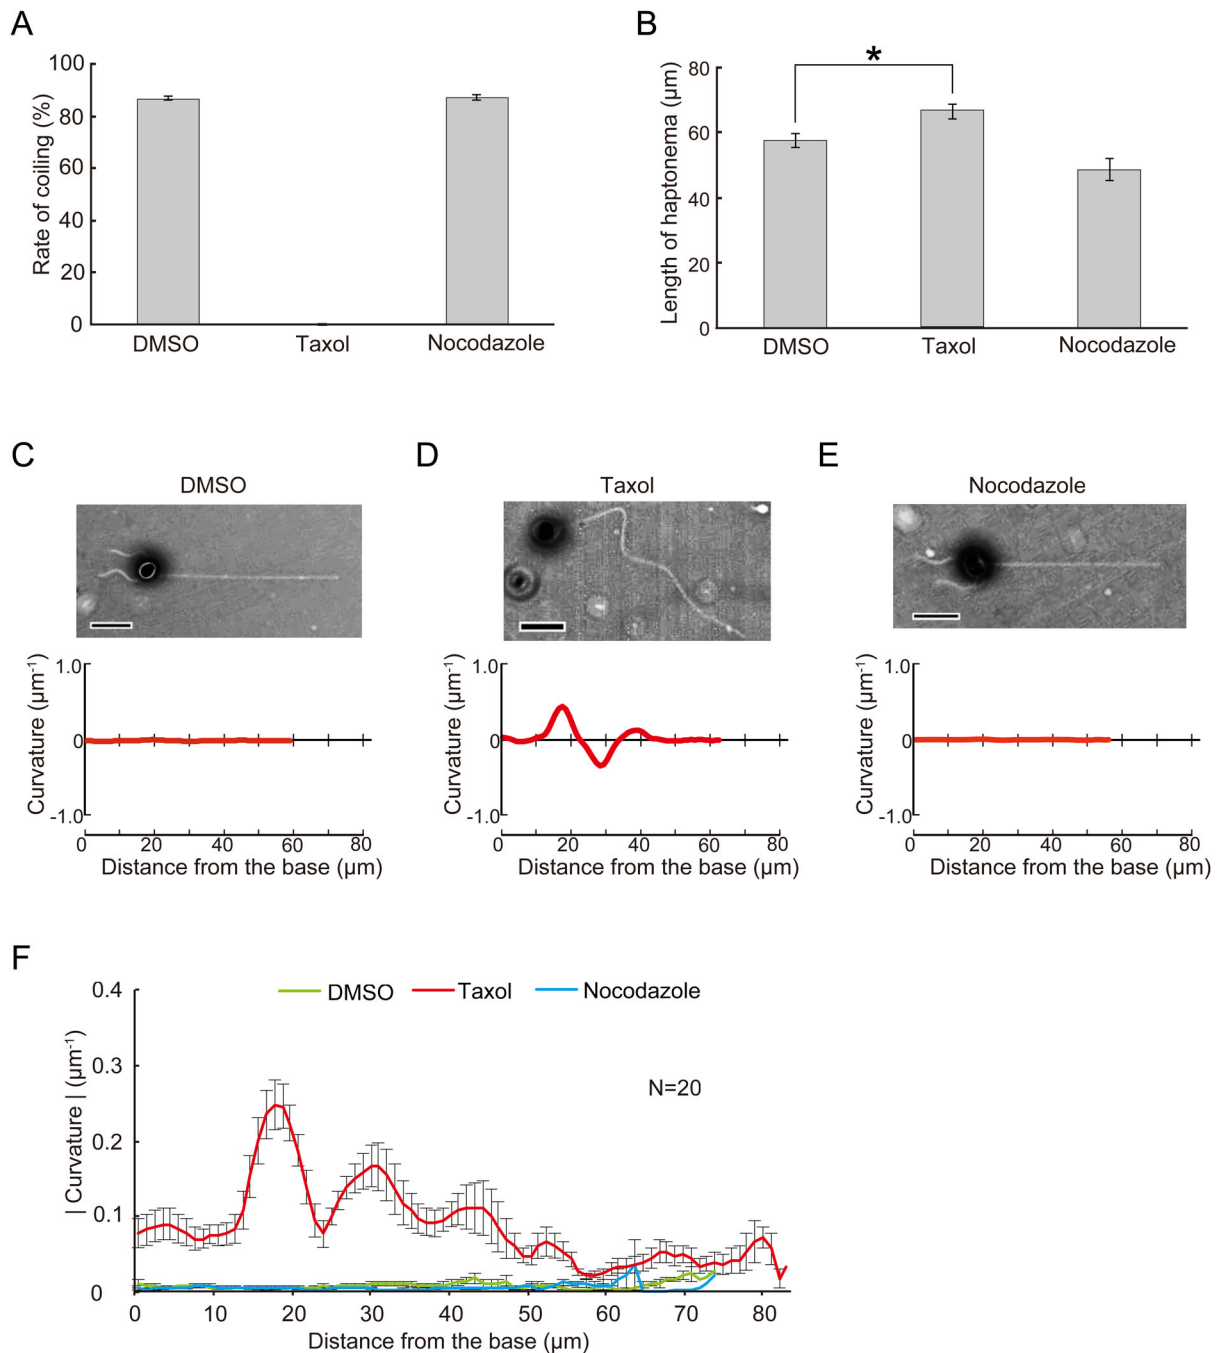 A
Rate of coiling (%)
100
80
60
40
20
0
DMSO Taxol Nocodazole
B
*
Length of haptonema (µm)
80
60
40
20
0
DMSO Taxol Nocodazole
C
DMSO
Curvature (µm⁻¹)
1.0
0
-1.0
0 20 40 60 80
Distance from the base (µm)
D
Taxol
Curvature (µm⁻¹)
1.0
0
-1.0
0 20 40 60 80
Distance from the base (µm)
E
Nocodazole
Curvature (µm⁻¹)
1.0
0
-1.0
0 20 40 60 80
Distance from the base (µm)
F
DMSO Taxol Nocodazole
N=20
| Curvature | (µm⁻¹)
0.4
0.3
0.2
0.1
0
0 10 20 30 40 50 60 70 80
Distance from the base (µm)